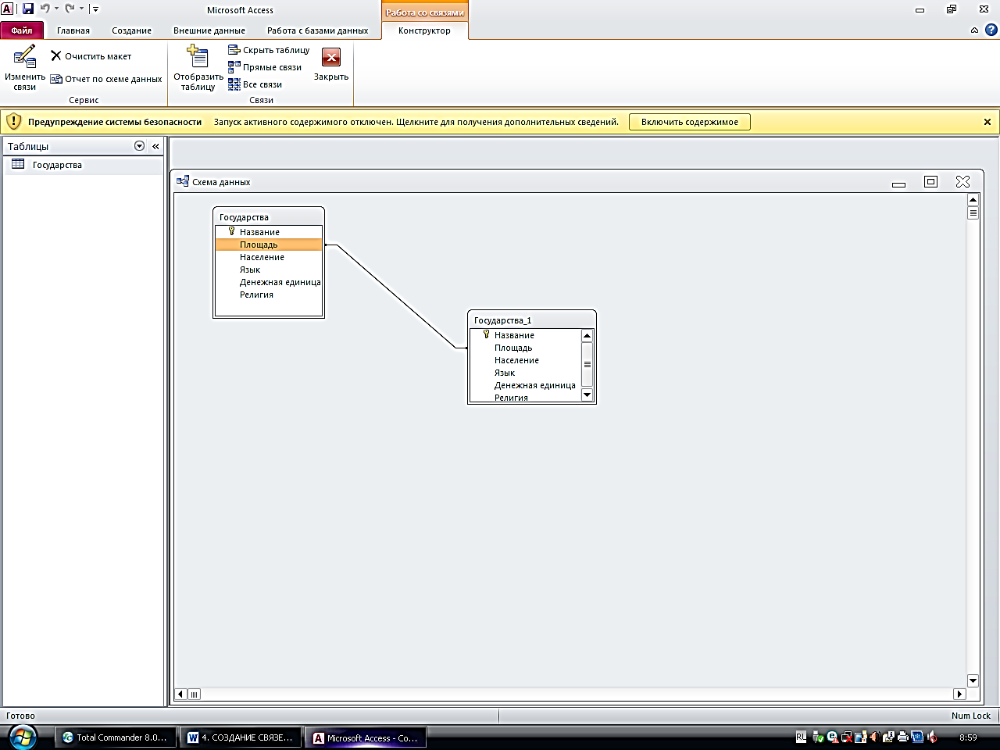 Microsoft Access
Работа со связями
Файл
Главная
Создание
Внешние данные
Работа с базами данных
Конструктор
Изменить связи
Очистить макет
Отчет по схеме данных
Сервис
Отобразить таблицу
Скрыть таблицу
Прямые связи
Все связи
Закрыть
Связи
Предупреждение системы безопасности Запуск активного содержимого отключен. Щелкните для получения дополнительных сведений. Включить содержимое
Таблицы
Государства
Схема данных
Государства
Название
Площадь
Население
Язык
Денежная единица
Религия
Государства_1
Название
Площадь
Население
Язык
Денежная единица
Религия
Готово
Num Lock
Total Commander 8.0...
4. СОЗДАНИЕ СВЯЗЕ...
Microsoft Access - Со...
RL
8:59